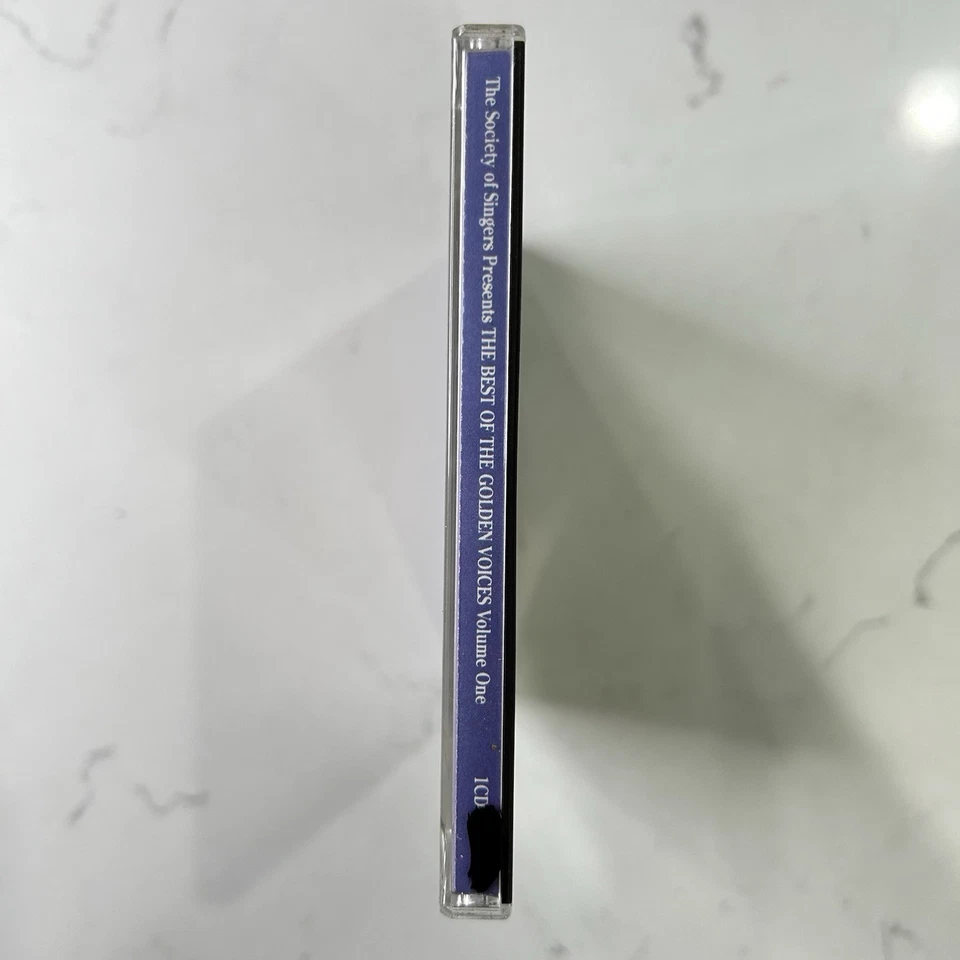 The Society of Singers Presents THE BEST OF THE GOLDEN VOICES Volume One
1CD